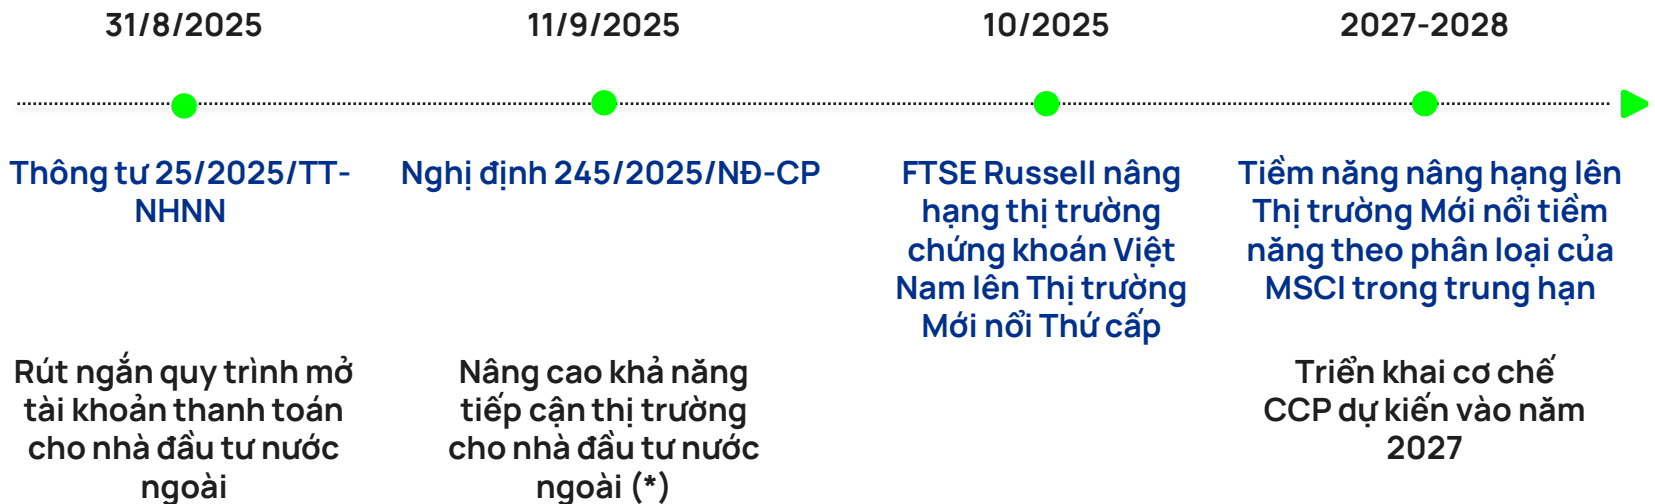 31/8/2025
11/9/2025
10/2025
2027-2028
Thông tư 25/2025/TT-
NHNN
Nghị định 245/2025/NĐ-CP
FTSE Russell nâng
hạng thị trường
chứng khoán Việt
Nam lên Thị trường
Mới nổi Thứ cấp
Tiềm năng nâng hạng lên
Thị trường Mới nổi tiềm
năng theo phân loại của
MSCI trong trung hạn
Rút ngắn quy trình mở
tài khoản thanh toán
cho nhà đầu tư nước
ngoài
Nâng cao khả năng
tiếp cận thị trường
cho nhà đầu tư nước
ngoài (*)
Triển khai cơ chế
CCP dự kiến vào năm
2027